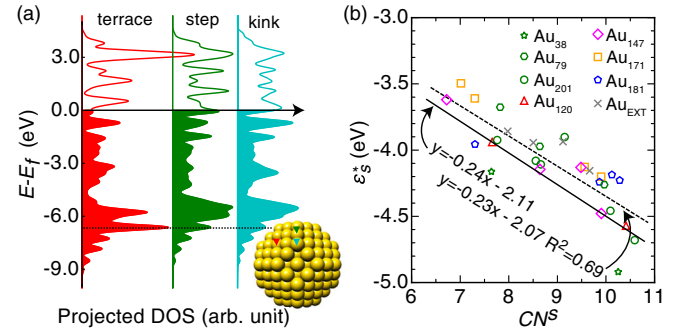 (a)
terrace step kink
3.0
0.0
-3.0
-6.0
-9.0
E-E_f (eV)
Projected DOS (arb. unit)
(b)
Au_38 Au_147
Au_79 Au_171
Au_201 Au_181
Au_120 Au_EXT
-3.0
-3.5
-4.0
-4.5
-5.0
ε_s^* (eV)
y=-0.24x - 2.11
y=-0.23x - 2.07 R²=0.69
6 7 8 9 10 11
CN^S